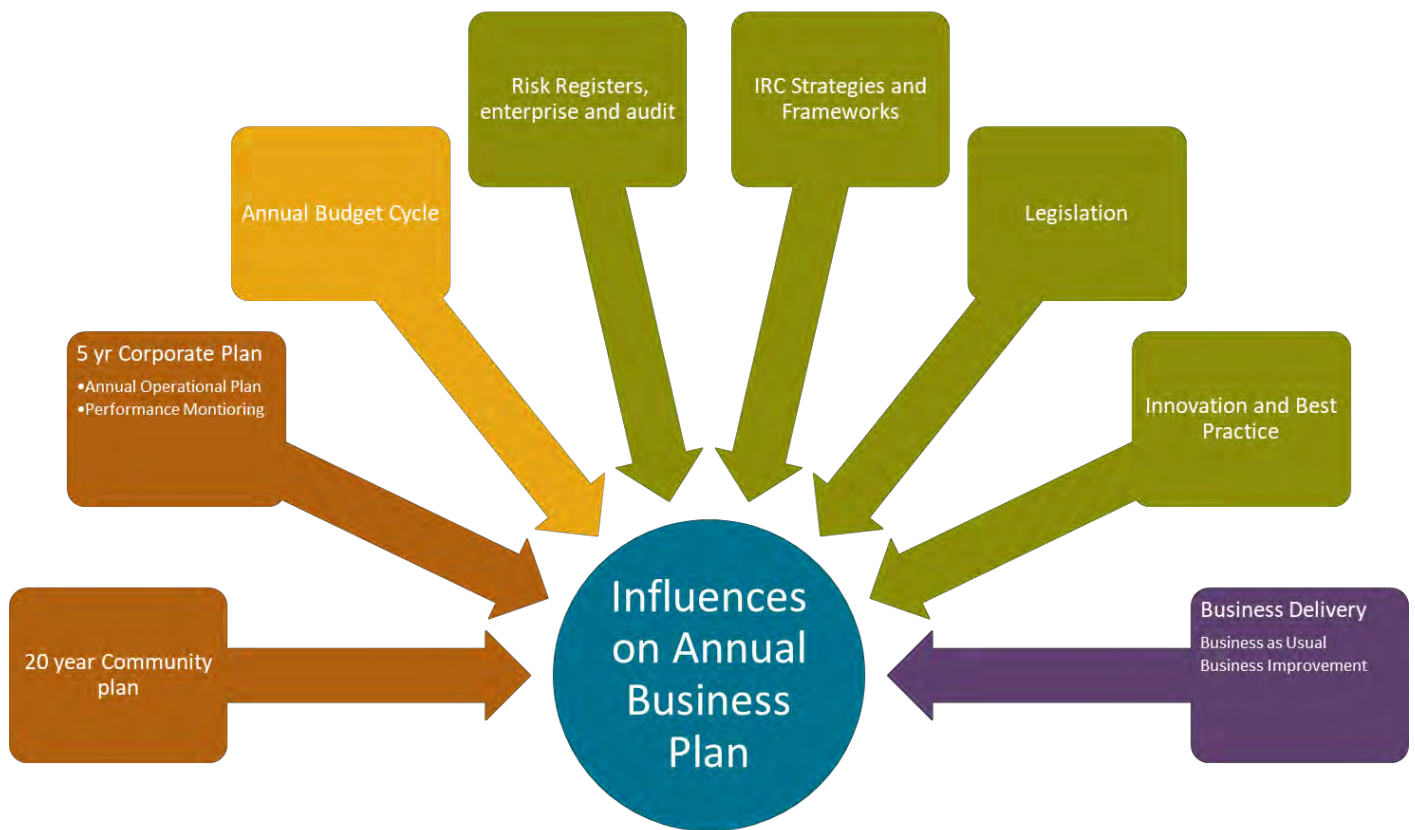 Risk Registers,
enterprise and audit
IRC Strategies and
Frameworks
Annual Budget Cycle
Legislation
5 yr Corporate Plan
•Annual Operational Plan
•Performance Montioring
Innovation and Best
Practice
20 year Community
plan
Influences
on Annual
Business
Plan
Business Delivery
Business as Usual
Business Improvement